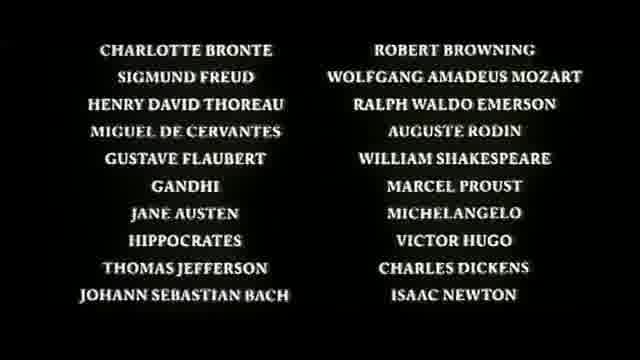 CHARLOTTE BRONTE
SIGMUND FREUD
HENRY DAVID THOREAU
MIGUEL DE CERVANTES
GUSTAVE FLAUBERT
GANDHI
JANE AUSTEN
HIPPOCRATES
THOMAS JEFFERSON
JOHANN SEBASTIAN BACH
ROBERT BROWNING
WOLFGANG AMADEUS MOZART
RALPH WALDO EMERSON
AUGUSTE RODIN
WILLIAM SHAKESPEARE
MARCEL PROUST
MICHELANGELO
VICTOR HUGO
CHARLES DICKENS
ISAAC NEWTON